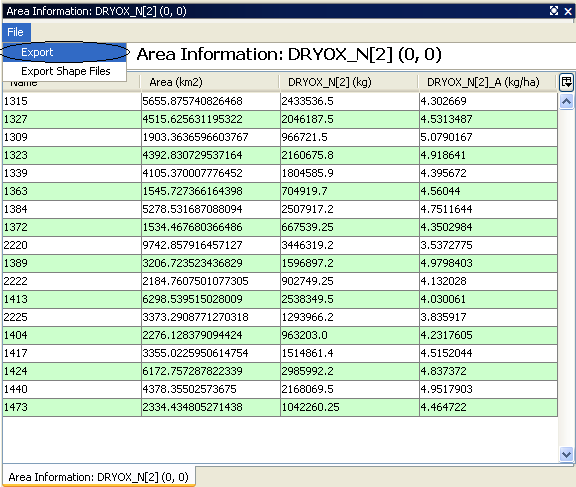 Area Information: DRYOX_N[2] (0, 0)
File
Export
Export Shape Files
Area Information: DRYOX_N[2] (0, 0)
Name Area (km2) DRYOX_N[2] (kg) DRYOX_N[2]_A (kg/ha)
1315 5655.875740826468 2433536.5 4.302669
1327 4515.625631195322 2046187.5 4.5313487
1309 1903.3636596603767 966721.5 5.0790167
1323 4392.830729537164 2160675.8 4.918641
1339 4105.370007776452 1804585.9 4.395672
1363 1545.727366164398 704919.7 4.56044
1384 5278.531687088094 2507917.2 4.7511644
1372 1534.467680366486 667539.25 4.3502984
2220 9742.857916457127 3446319.2 3.5372775
1389 3206.723523436829 1596897.2 4.9798403
2222 2184.7607501077305 902749.25 4.132028
1413 6298.539515028009 2538349.5 4.030061
2225 3373.2908771270318 1293966.2 3.835917
1404 2276.128379094424 963203.0 4.2317605
1417 3355.0225950614754 1514861.4 4.5152044
1424 6172.757287822339 2985992.2 4.837372
1440 4378.35502573675 2168069.5 4.9517903
1473 2334.434805271438 1042260.25 4.464722
Area Information: DRYOX_N[2] (0, 0)